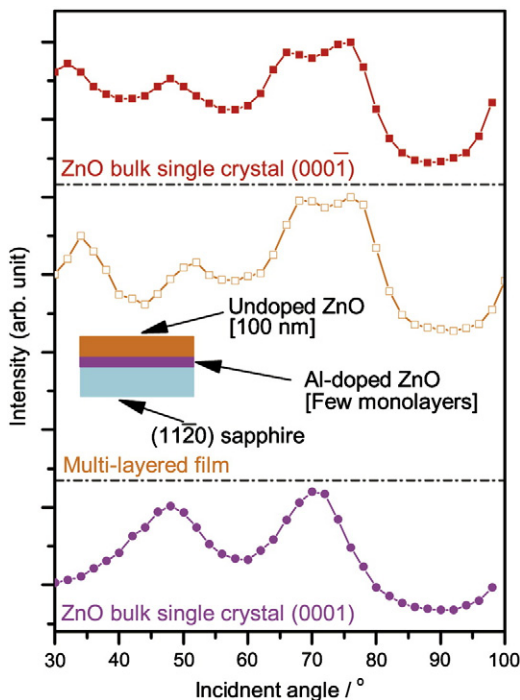 ZnO bulk single crystal (0001̅)
Undoped ZnO
[100 nm]
Al-doped ZnO
[Few monolayers]
(112̅0) sapphire
Multi-layered film
ZnO bulk single crystal (0001)
Intensity (arb. unit)
30 40 50 60 70 80 90 100
Incidnent angle / °